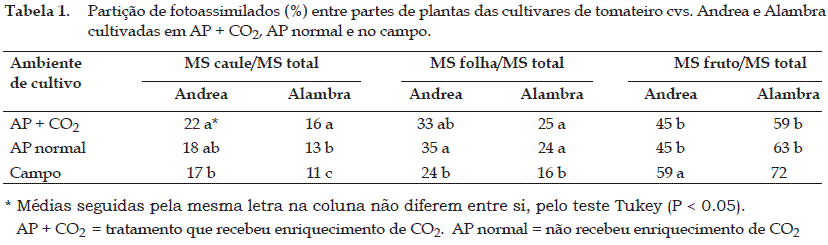 Tabela 1. Partição de fotoassimilados (%) entre partes de plantas das cultivares de tomateiro cvs. Andrea e Alambra
cultivadas em AP + CO2, AP normal e no campo.
Ambiente de cultivo MS caule/MS total MS folha/MS total MS fruto/MS total
Andrea Alambra Andrea Alambra Andrea Alambra
AP + CO2 22 a* 16 a 33 ab 25 a 45 b 59 b
AP normal 18 ab 13 b 35 a 24 a 45 b 63 b
Campo 17 b 11 c 24 b 16 b 59 a 72
* Médias seguidas pela mesma letra na coluna não diferem entre si, pelo teste Tukey (P < 0.05).
AP + CO2 = tratamento que recebeu enriquecimento de CO2. AP normal = não recebeu enriquecimento de CO2